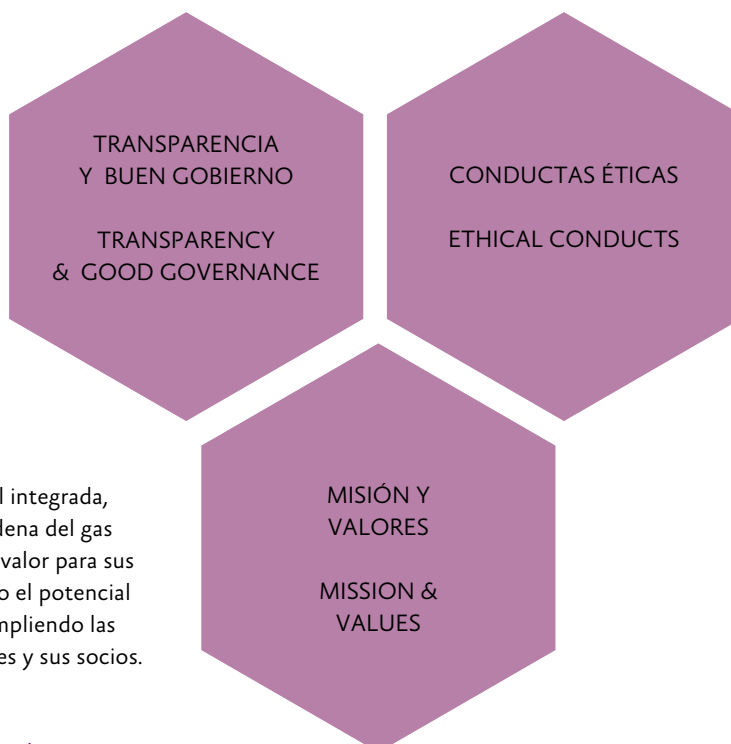 TRANSPARENCIA
Y BUEN GOBIERNO
TRANSPARENCY
& GOOD GOVERNANCE
CONDUCTAS ÉTICAS
ETHICAL CONDUCTS
MISIÓN Y
VALORES
MISSION &
VALUES
integrada,
del gas
valor para sus
el potencial
las
y sus socios.